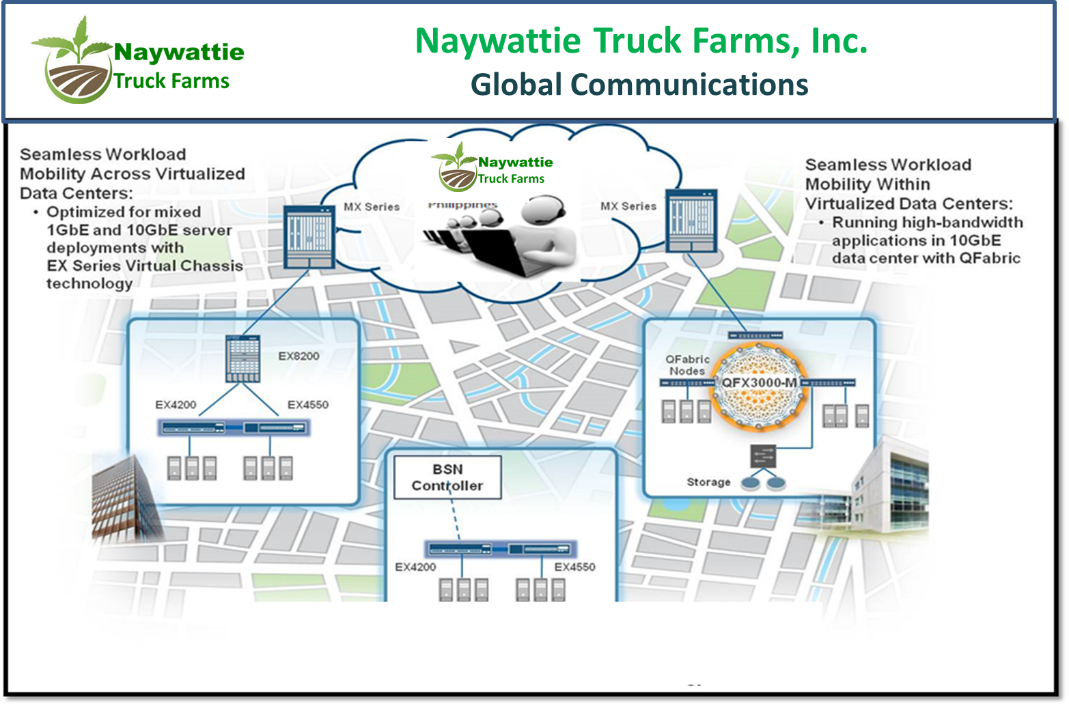 Naywattie
Truck Farms
Naywattie Truck Farms, Inc.
Global Communications
Seamless Workload
Mobility Across Virtualized
Data Centers:
• Optimized for mixed
1GbE and 10GbE server
deployments with
EX Series Virtual Chassis
technology
MX Series
Naywattie
Truck Farms
Philippines
MX Series
Seamless Workload
Mobility Within
Virtualized Data Centers:
• Running high-bandwidth
applications in 10GbE
data center with QFabric
EX8200
EX4200
EX4550
QFabric
Nodes
QFX3000-M
Storage
BSN
Controller
EX4200
EX4550